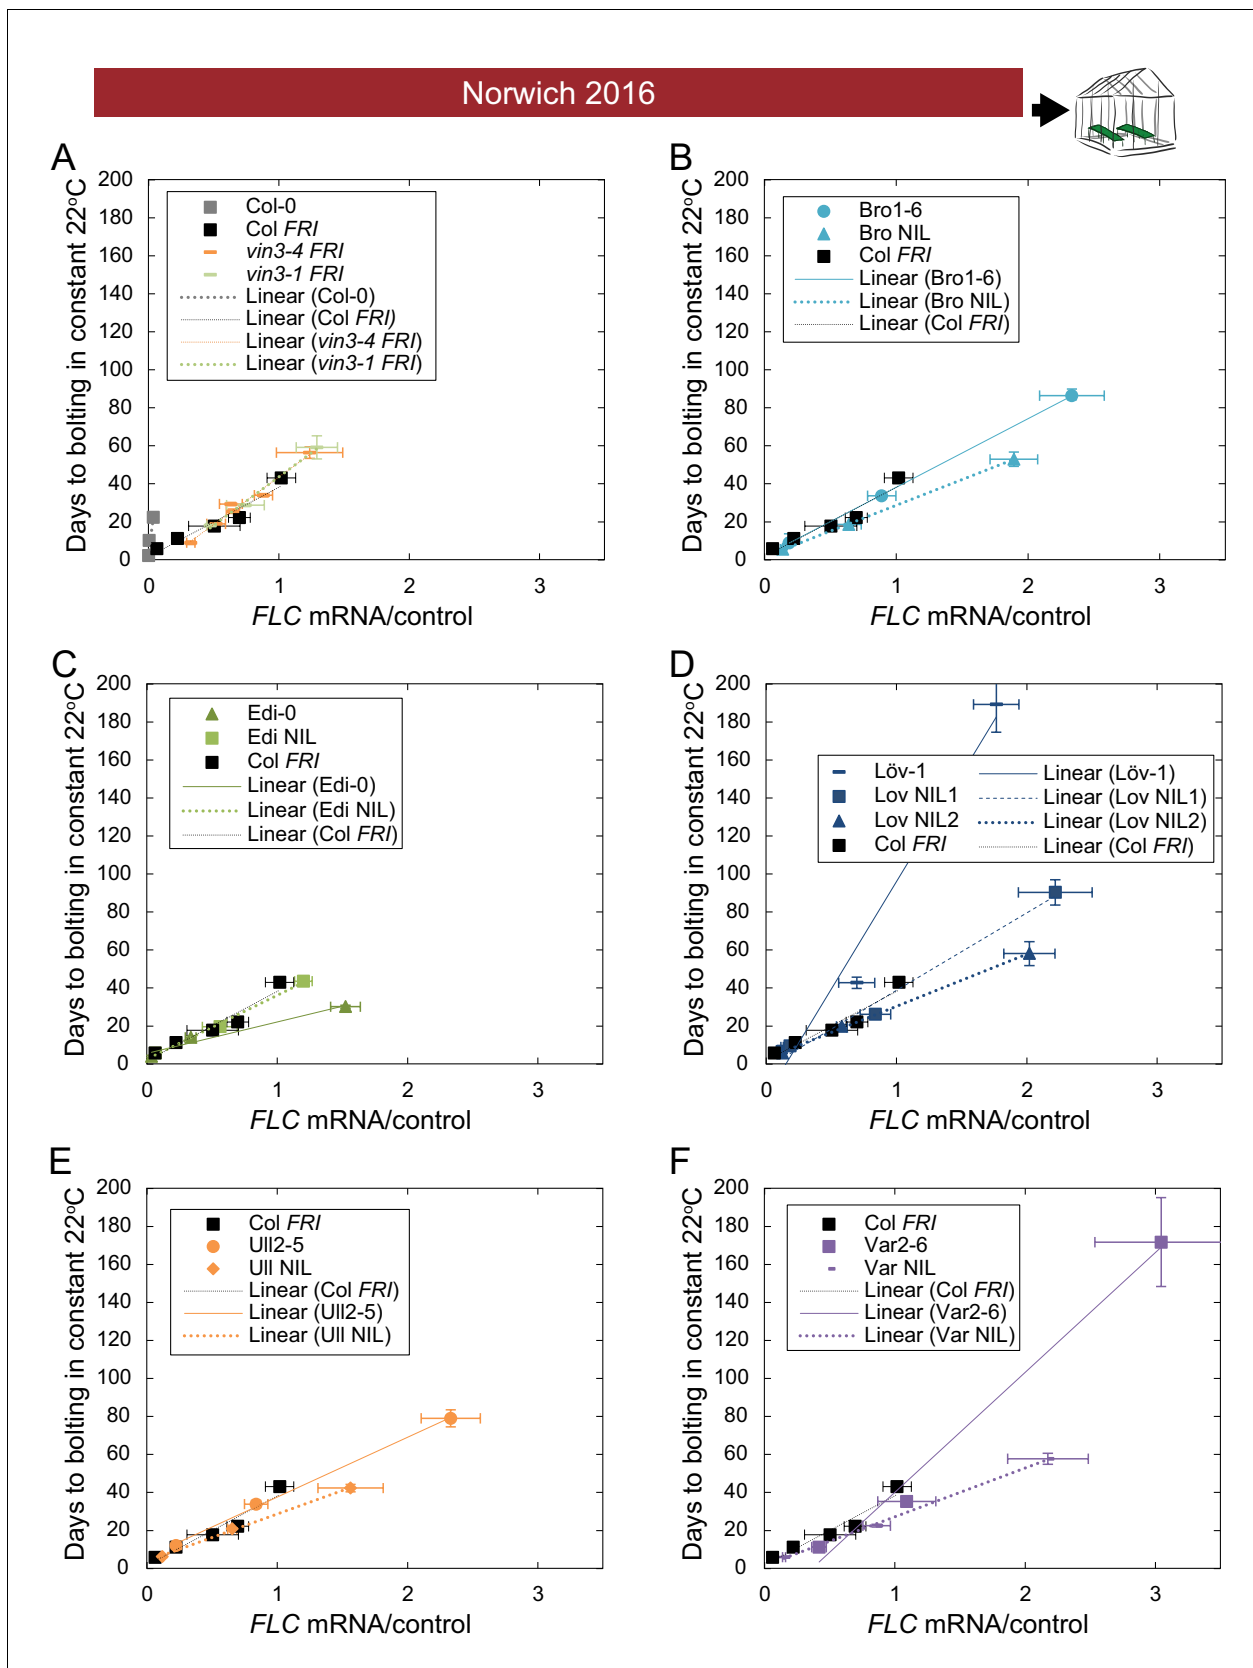 Norwich 2016
A
Days to bolting in constant 22°C
200
180
160
140
120
100
80
60
40
20
0
Col-0
Col FRI
vin3-4 FRI
vin3-1 FRI
Linear (Col-0)
Linear (Col FRI)
Linear (vin3-4 FRI)
Linear (vin3-1 FRI)
0 1 2 3
FLC mRNA/control
B
Days to bolting in constant 22°C
200
180
160
140
120
100
80
60
40
20
0
Bro1-6
Bro NIL
Col FRI
Linear (Bro1-6)
Linear (Bro NIL)
Linear (Col FRI)
0 1 2 3
FLC mRNA/control
C
Days to bolting in constant 22°C
200
180
160
140
120
100
80
60
40
20
0
Edi-0
Edi NIL
Col FRI
Linear (Edi-0)
Linear (Edi NIL)
Linear (Col FRI)
0 1 2 3
FLC mRNA/control
D
Days to bolting in constant 22°C
200
180
160
140
120
100
80
60
40
20
0
Löv-1
Lov NIL1
Lov NIL2
Col FRI
Linear (Löv-1)
Linear (Lov NIL1)
Linear (Lov NIL2)
Linear (Col FRI)
0 1 2 3
FLC mRNA/control
E
Days to bolting in constant 22°C
200
180
160
140
120
100
80
60
40
20
0
Col FRI
Ull2-5
Ull NIL
Linear (Col FRI)
Linear (Ull2-5)
Linear (Ull NIL)
0 1 2 3
FLC mRNA/control
F
Days to bolting in constant 22°C
200
180
160
140
120
100
80
60
40
20
0
Col FRI
Var2-6
Var NIL
Linear (Col FRI)
Linear (Var2-6)
Linear (Var NIL)
0 1 2 3
FLC mRNA/control